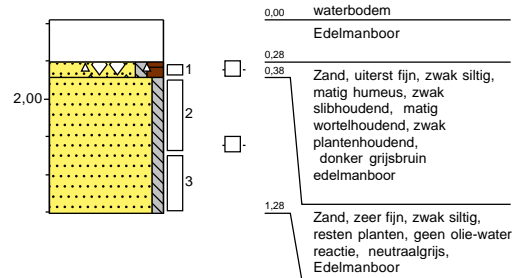 0,00
waterbodem
Edelmanboor
0,28
0,38
Zand, uiterst fijn, zwak siltig,
matig humeus, zwak
slibhoudend, matig
wortelhoudend, zwak
plantenhoudend,
donker grijsbruin
edelmanboor
1,28
Zand, zeer fijn, zwak siltig,
resten planten, geen olie-water
reactie, neutraalgrijs,
Edelmanboor
2,00
1
2
3